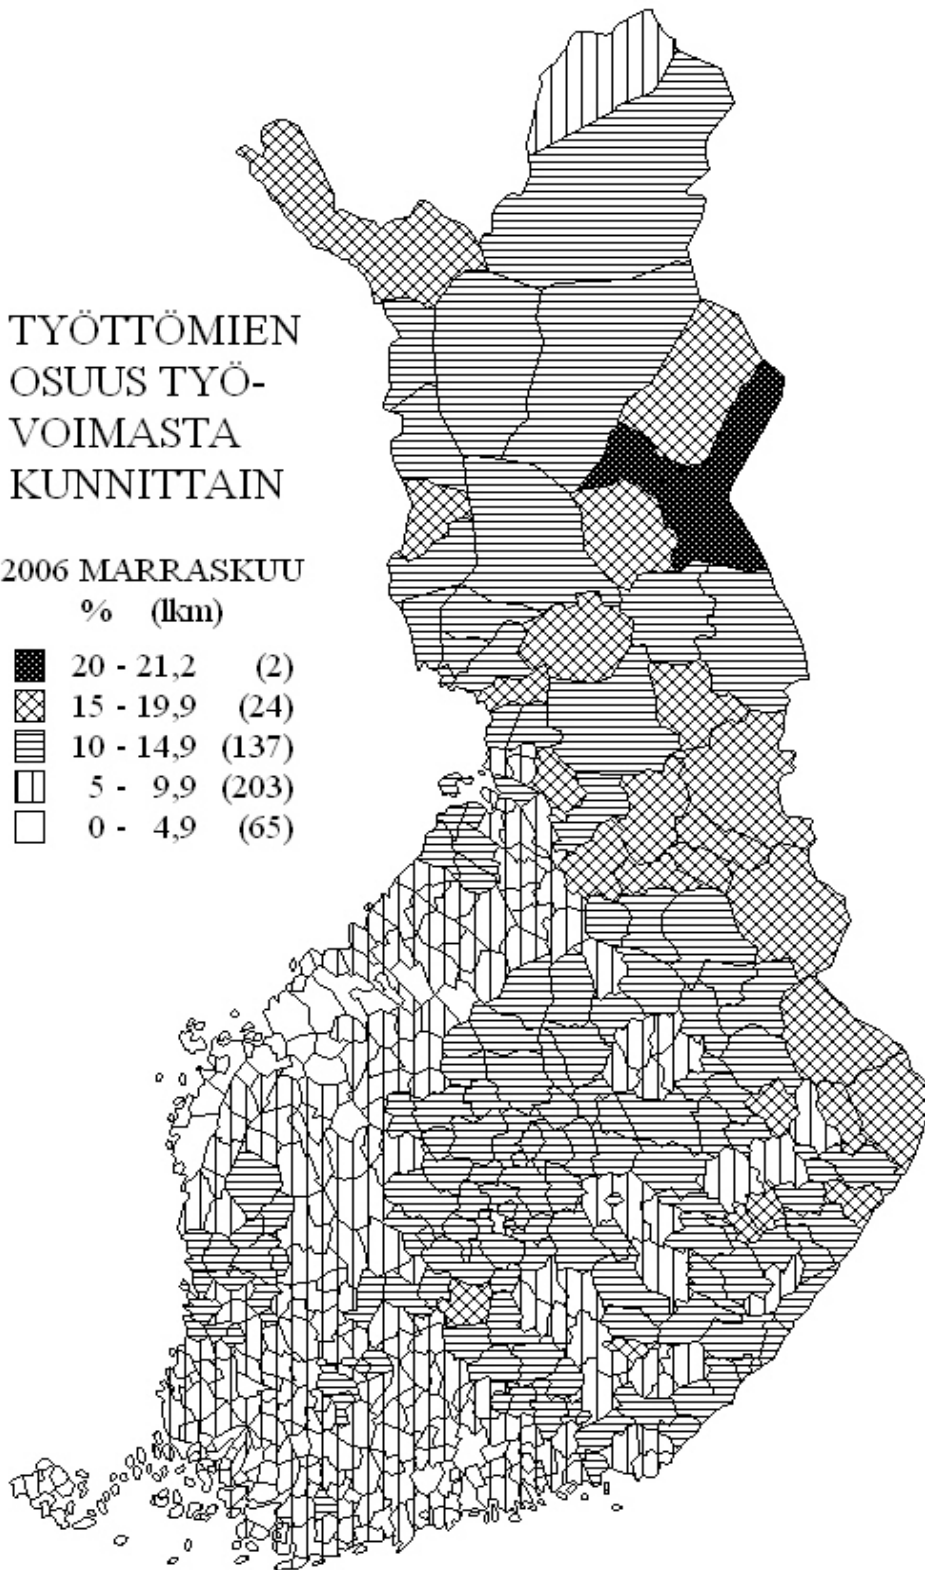 TYÖTTÖMIEN
OSUUS TYÖ-
VOIMASTA
KUNNITTAIN
2006 MARRASKUU
% (lkm)
20 - 21,2 (2)
15 - 19,9 (24)
10 - 14,9 (137)
5 - 9,9 (203)
0 - 4,9 (65)